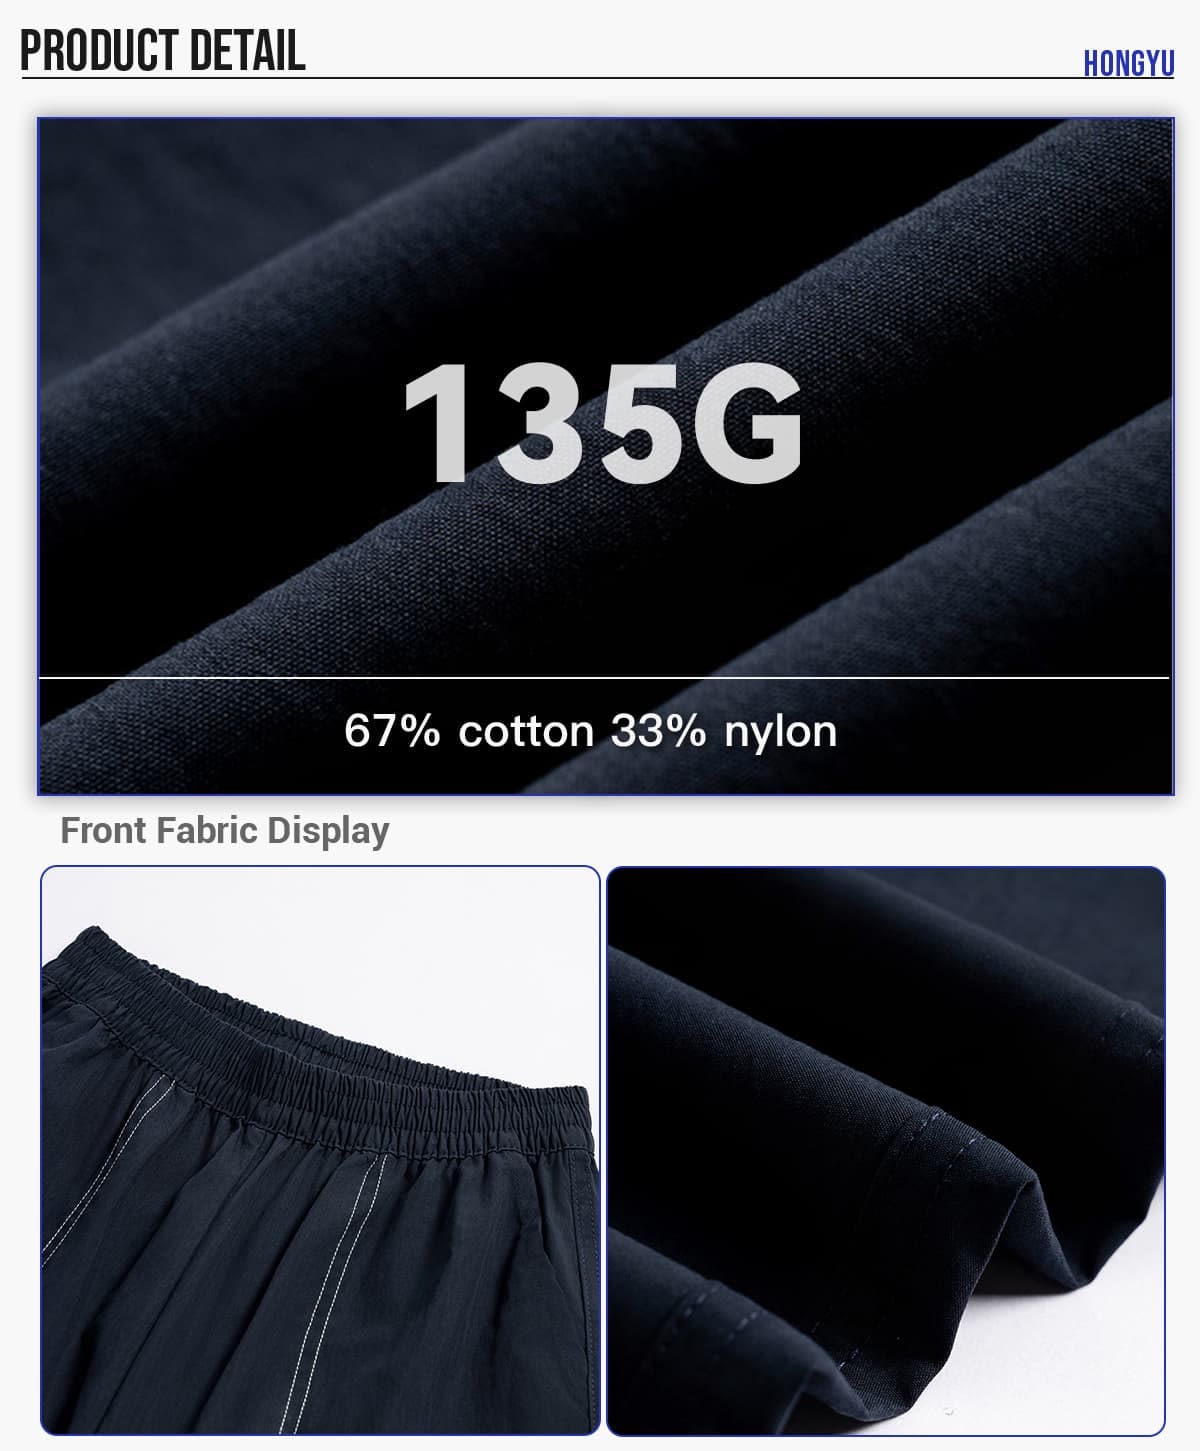 PRODUCT DETAIL
HONGYU
135G
67% cotton 33% nylon
Front Fabric Display